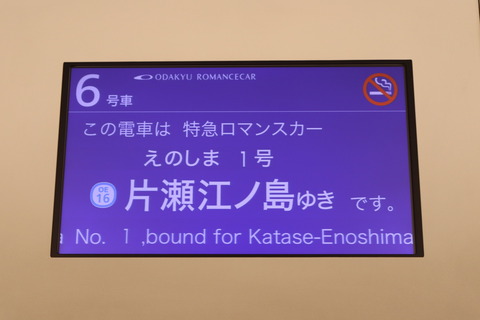 6号車 ODAKYU ROMANCECAR
この電車は 特急ロマンスカー
えのしま 1号
OE 16 片瀬江ノ島ゆき です。
a No. 1 ,bound for Katase-Enoshima